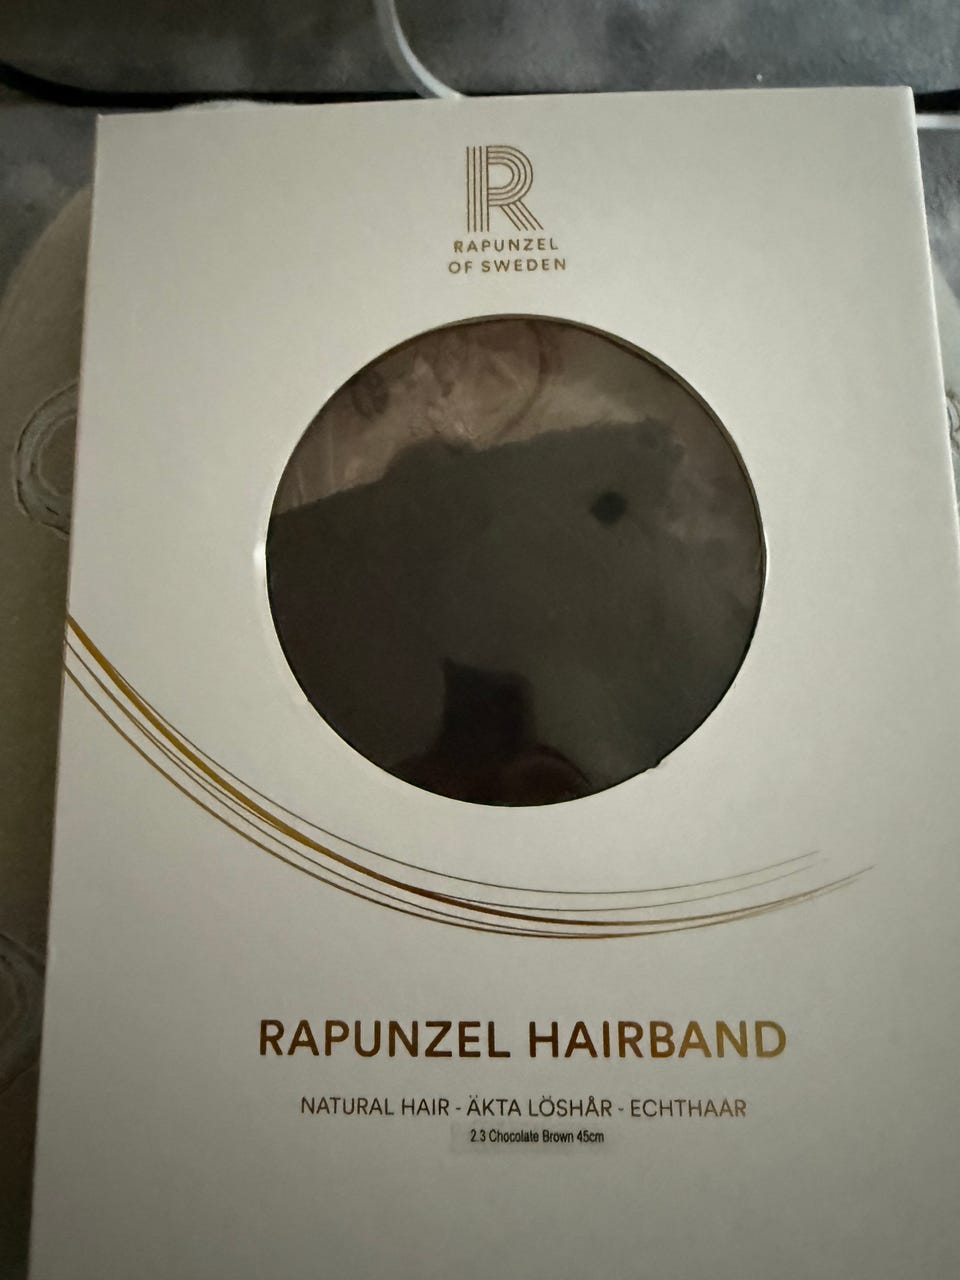 R
RAPUNZEL
OF SWEDEN
RAPUNZEL HAIRBAND
NATURAL HAIR - ÄKTA LÖSHÅR - ECHTHAAR
2.3 Chocolate Brown 45cm